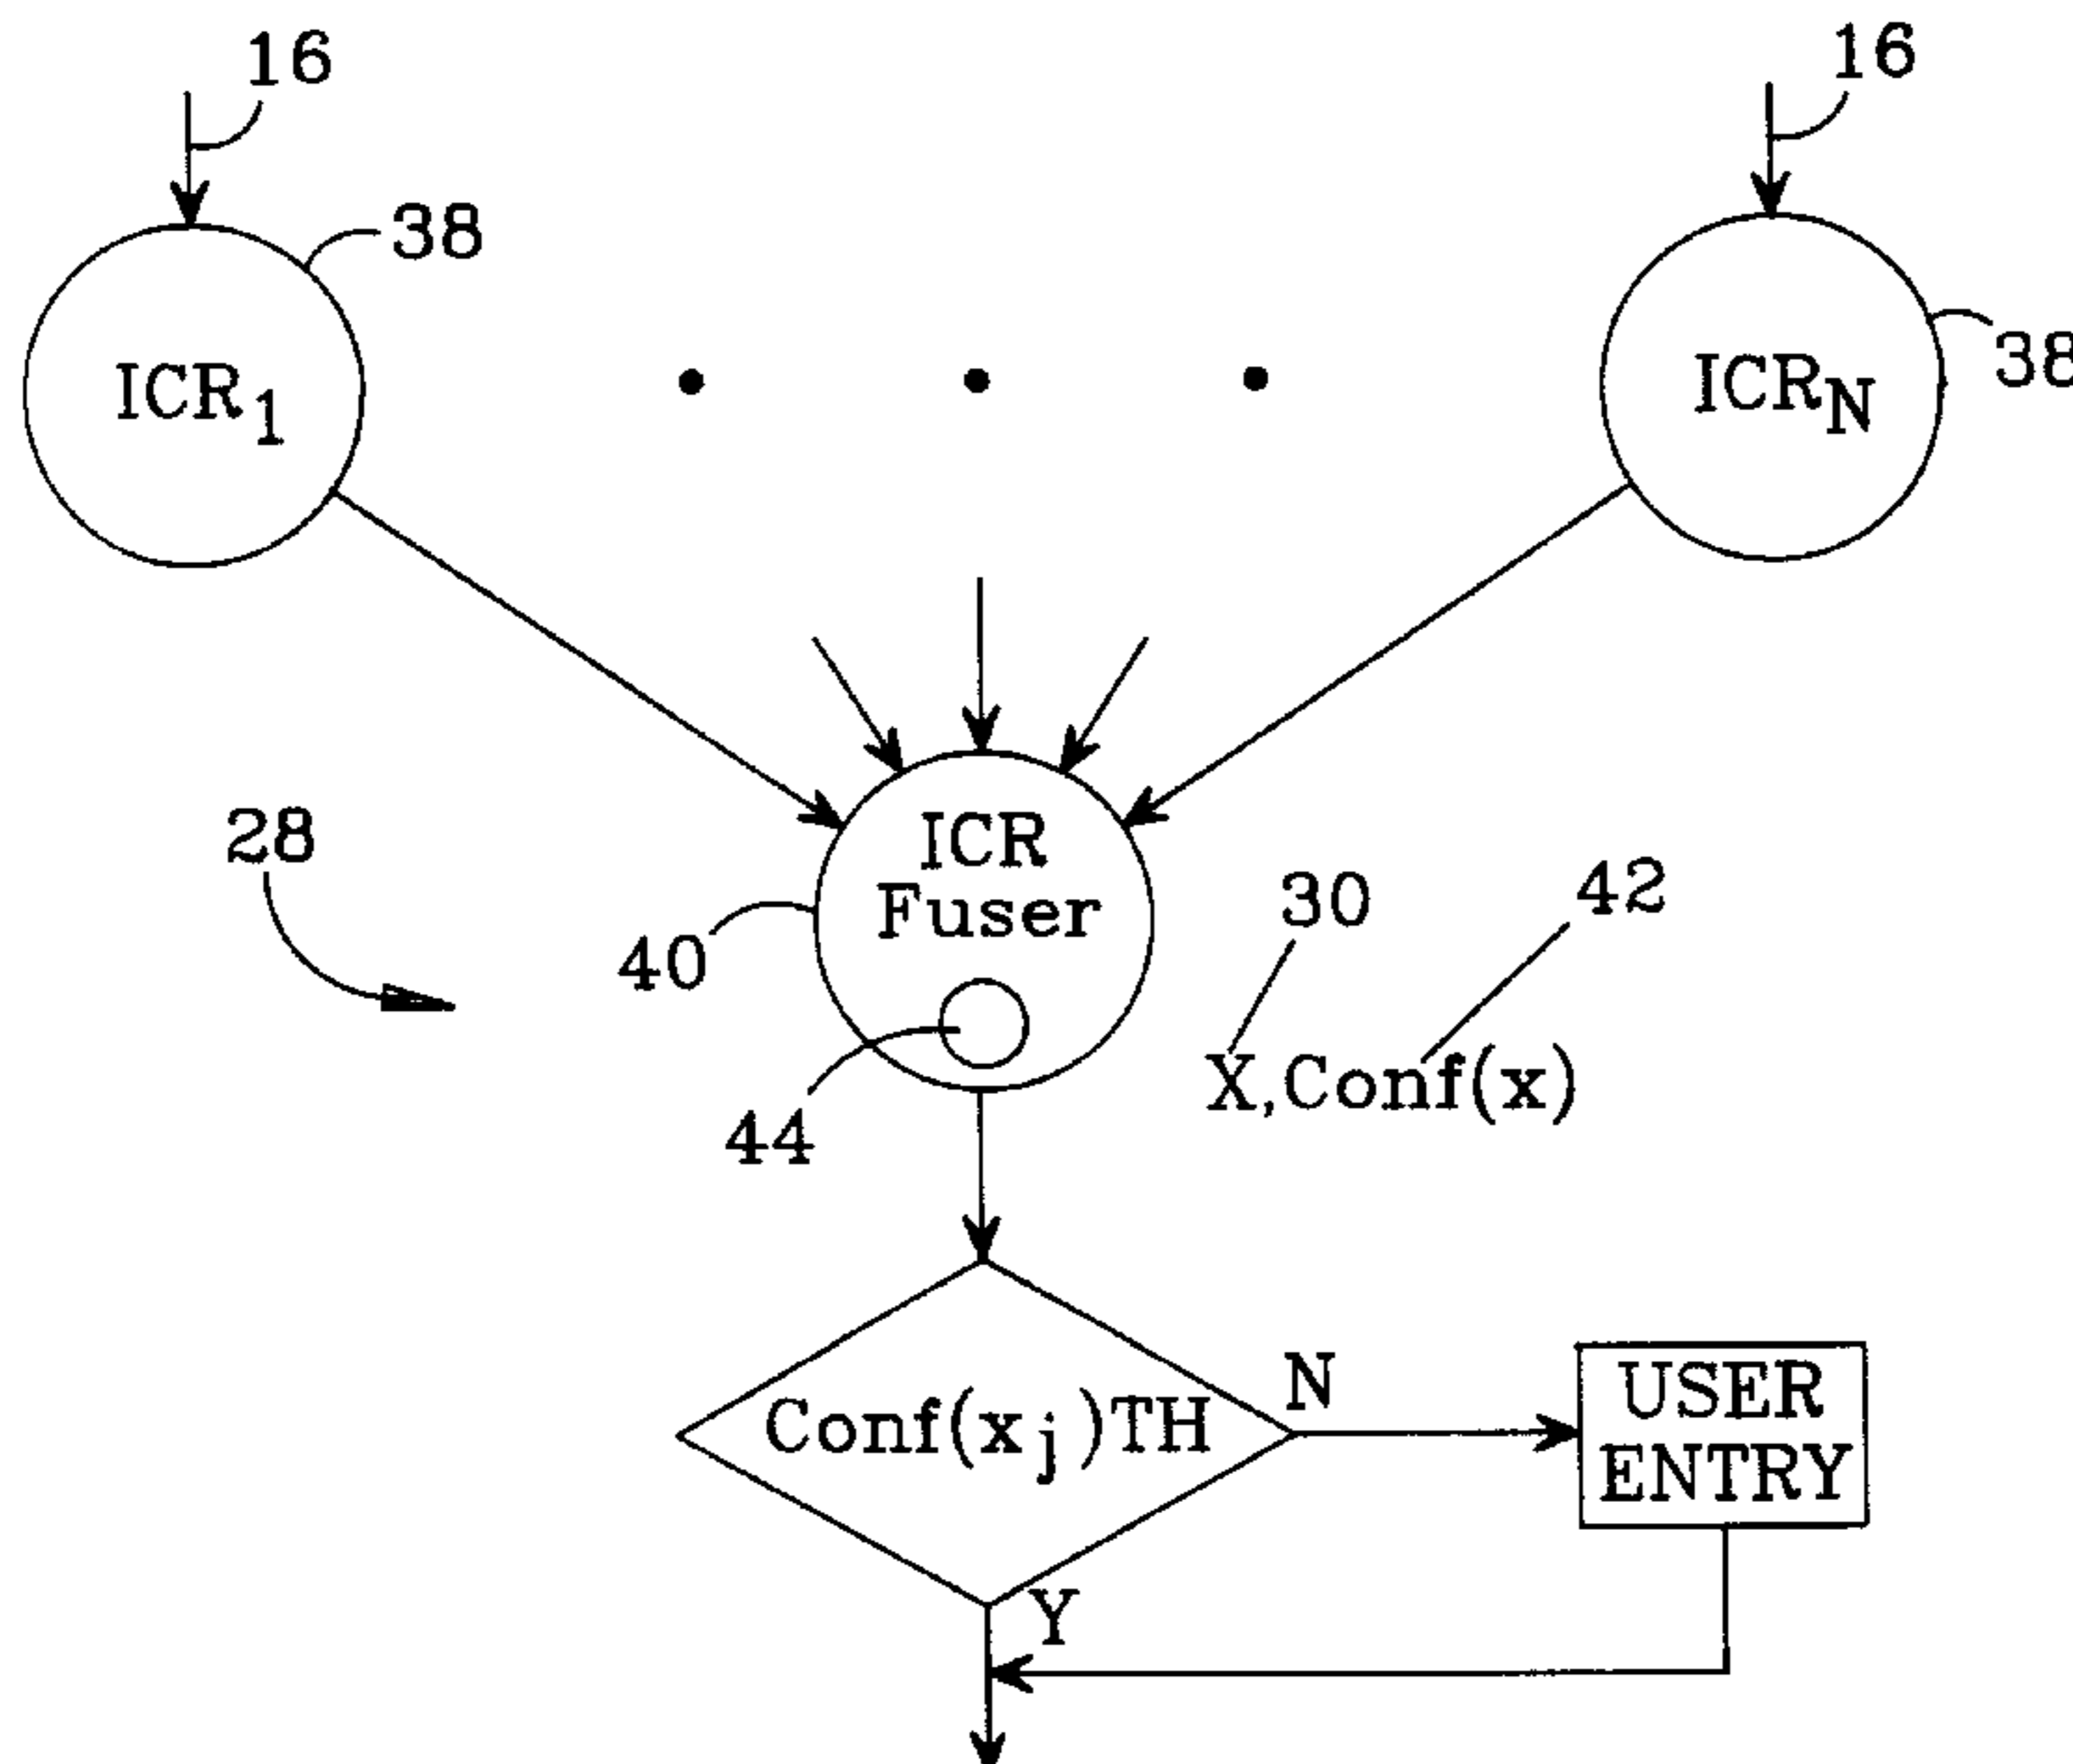 16
16
38
38
ICR1
ICRN
ICR
Fuser
28
40
30
42
44
X,Conf(x)
Conf(xj)TH
N
USER
ENTRY
Y